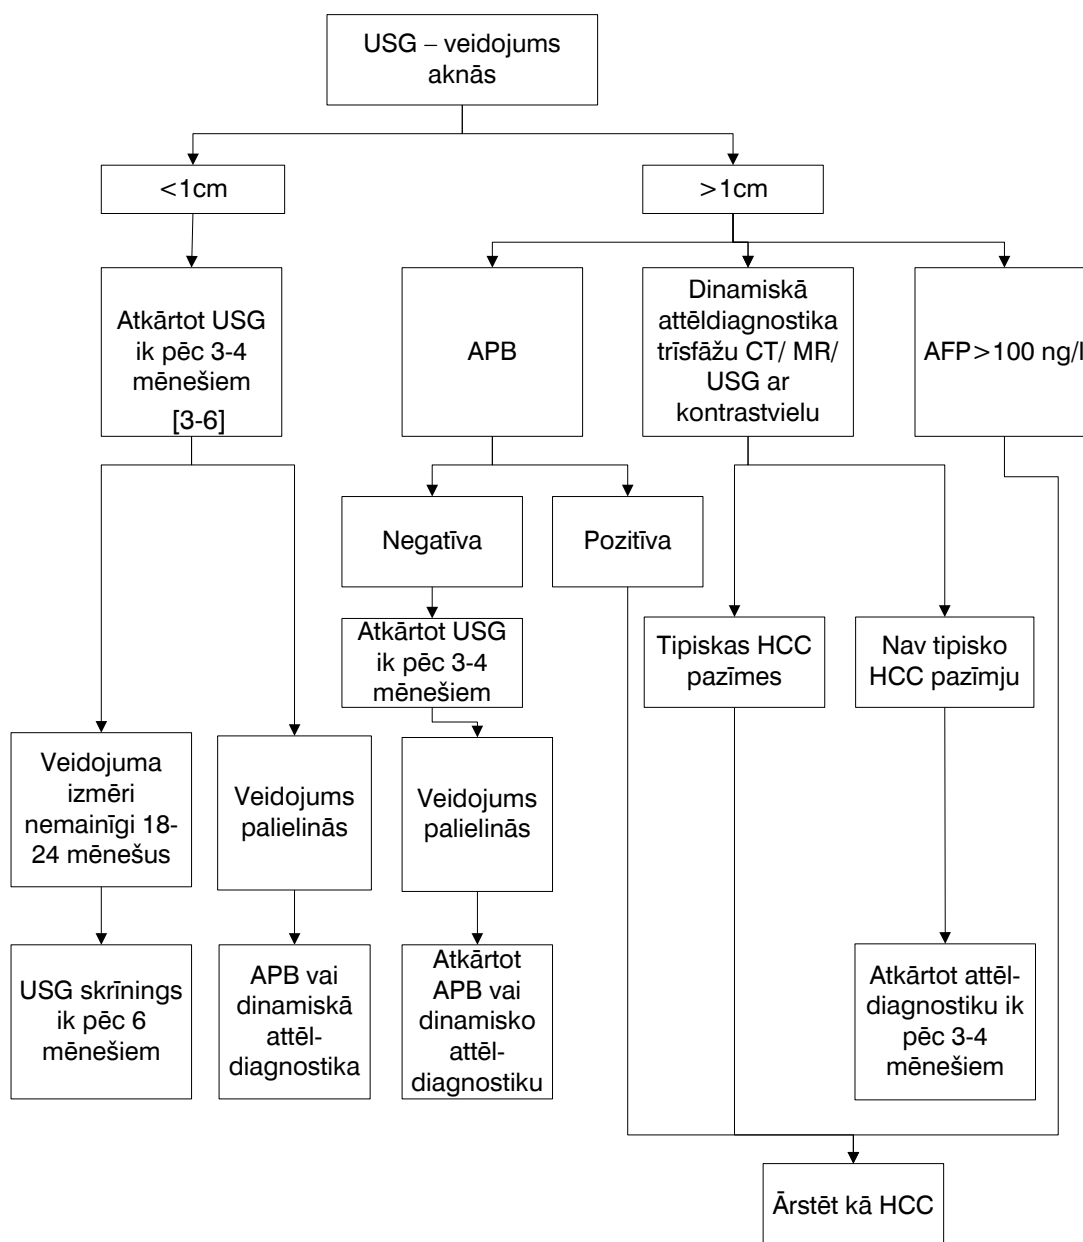 USG – veidojums
aknās
<1cm
>1cm
Atkārtot USG
ik pēc 3-4
mēnešiem
[3-6]
APB
Dinamiskā
attēldiagnostika
trīsfāžu CT/ MR/
USG ar
kontrastvielu
AFP>100 ng/l
Negatīva
Pozitīva
Atkārtot USG
ik pēc 3-4
mēnešiem
Tipiskas HCC
pazīmes
Nav tipisko
HCC pazīmju
Veidojuma
izmēri
nemainīgi 18-
24 mēnešus
Veidojums
palielinās
Veidojums
palielinās
USG skrīnings
ik pēc 6
mēnešiem
APB vai
dinamiskā
attēl-
diagnostika
Atkārtot
APB vai
dinamisko
attēl-
diagnostiku
Atkārtot attēl-
diagnostiku ik
pēc 3-4
mēnešiem
Ārstēt kā HCC